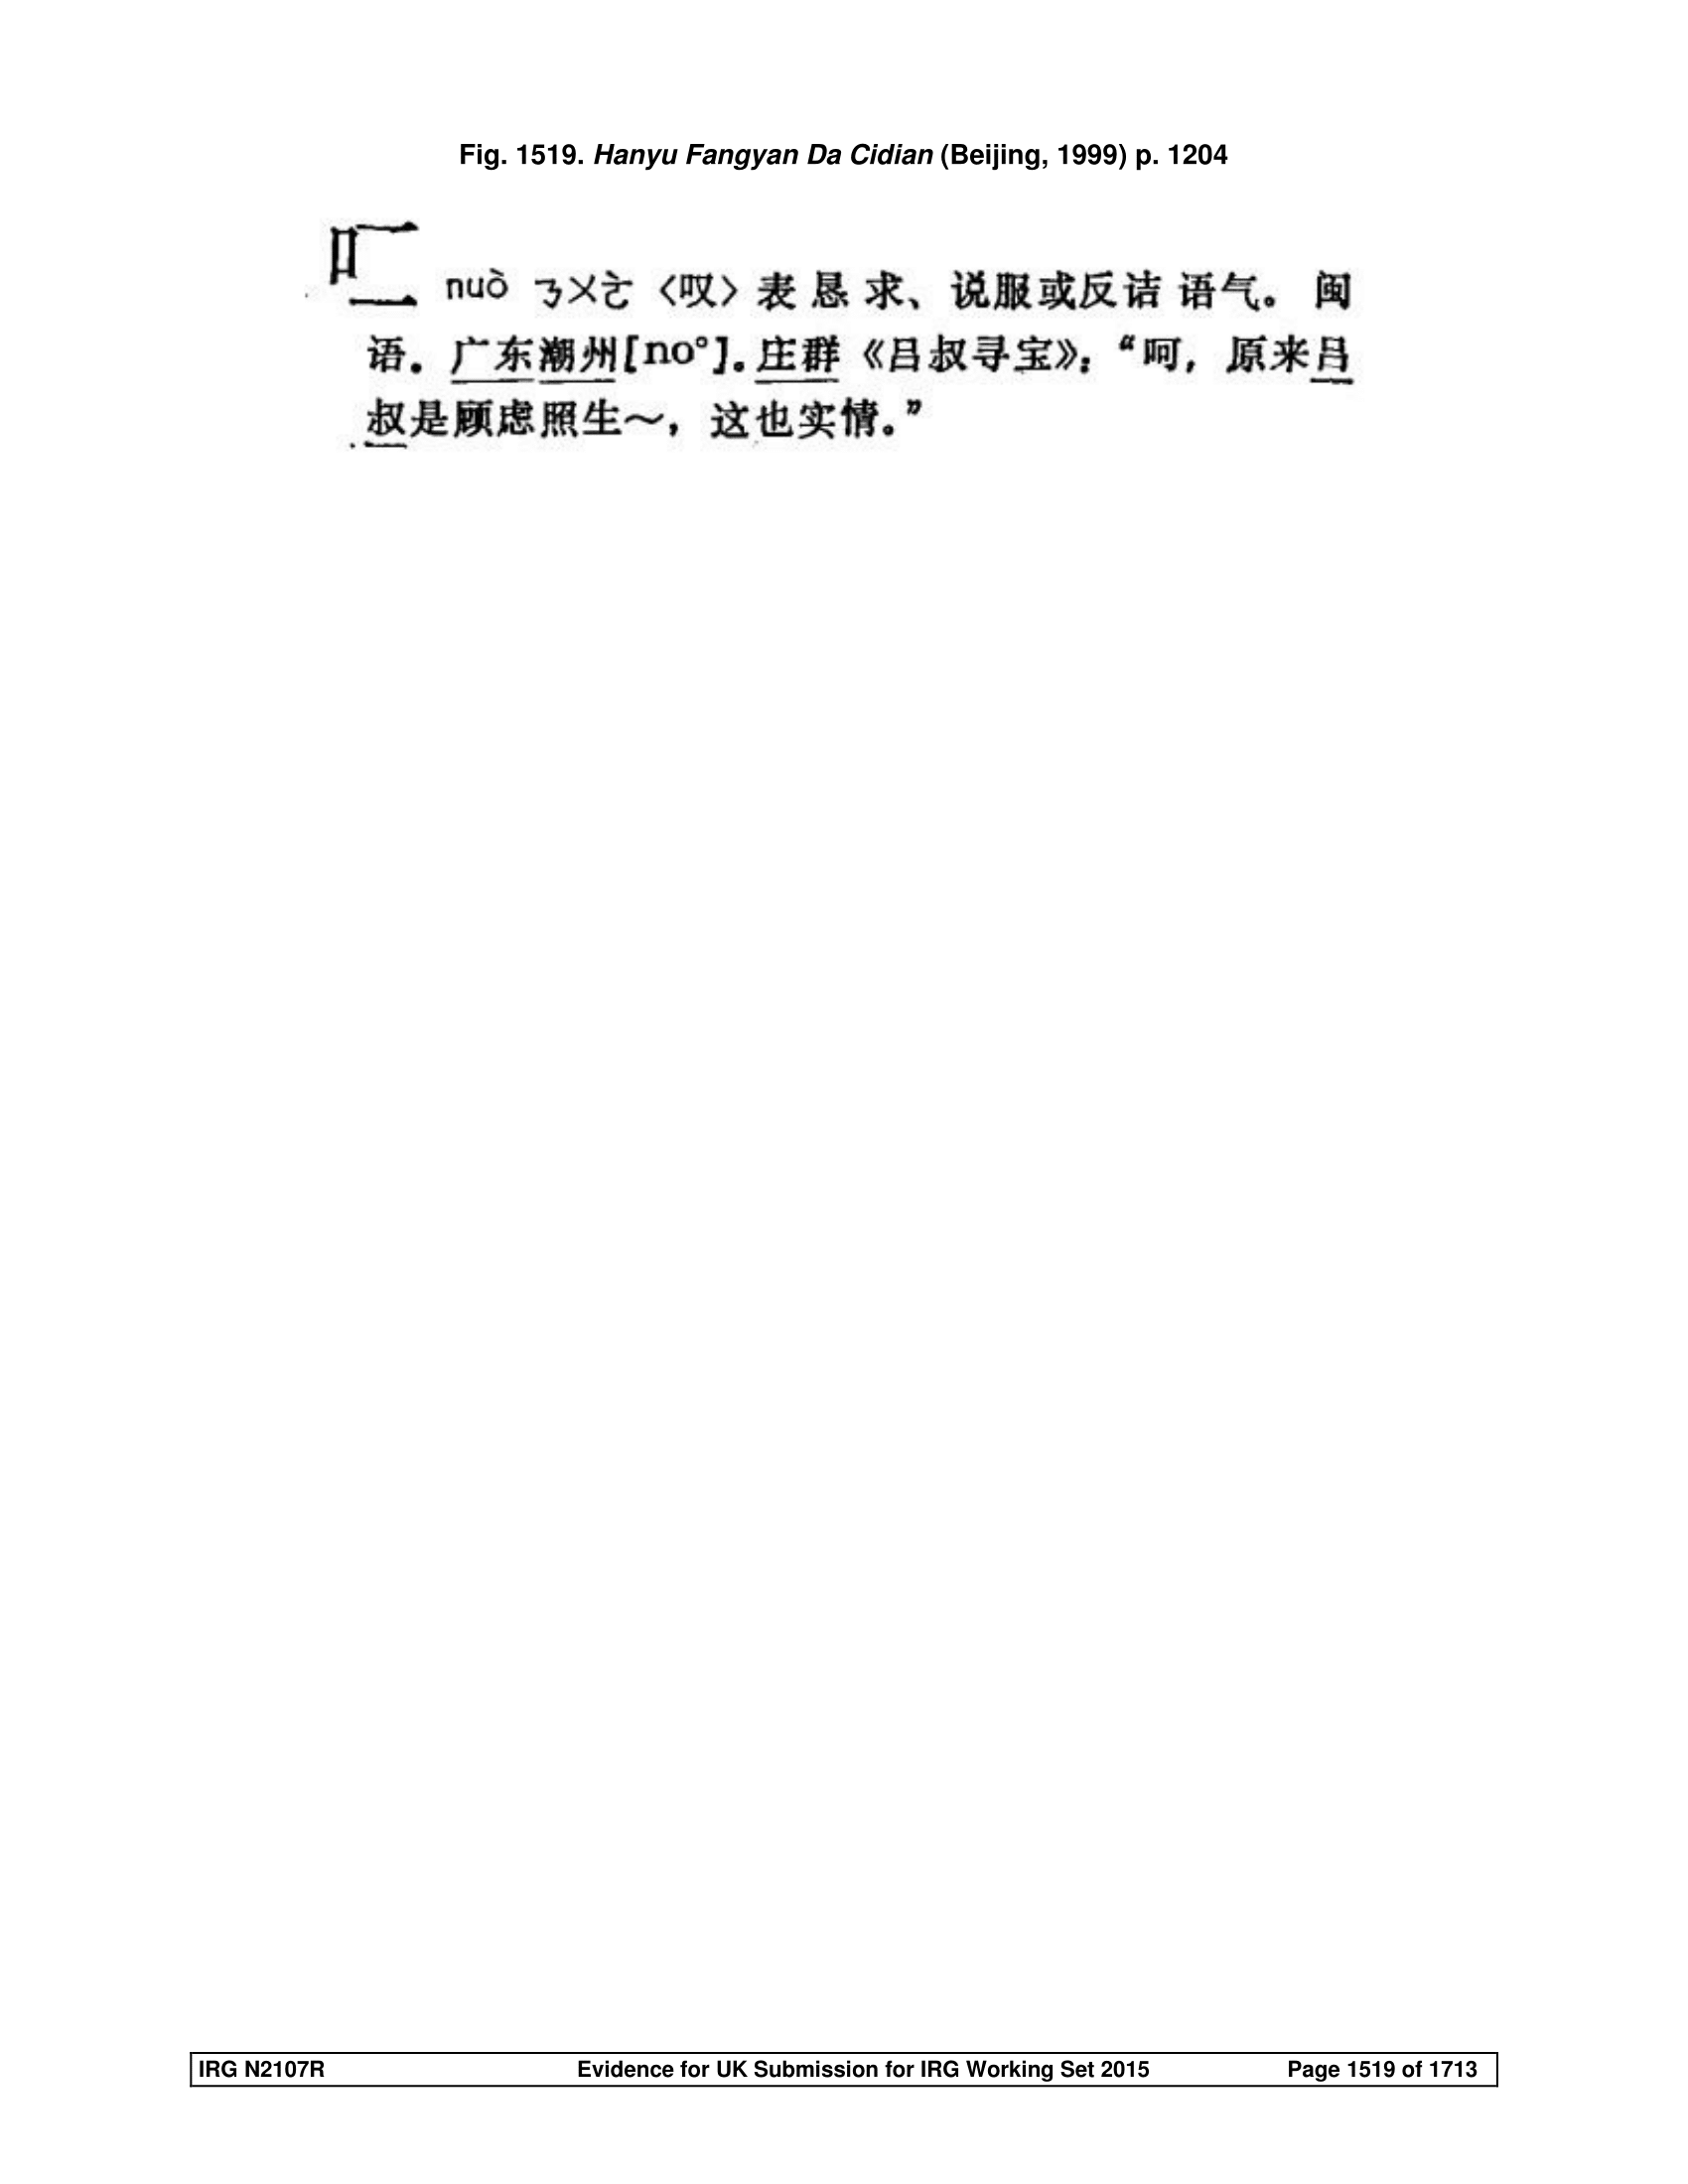 Fig. 1519. Hanyu Fangyan Da Cidian (Beijing, 1999) p. 1204
nuò ㄋㄨㄛˋ〈叹〉表恳求、说服或反诘语气。闽
语。广东潮州[no°]。庄群《吕叔寻宝》：“呵，原来吕
叔是顾虑照生～，这也实情。”
IRG N2107R Evidence for UK Submission for IRG Working Set 2015 Page 1519 of 1713